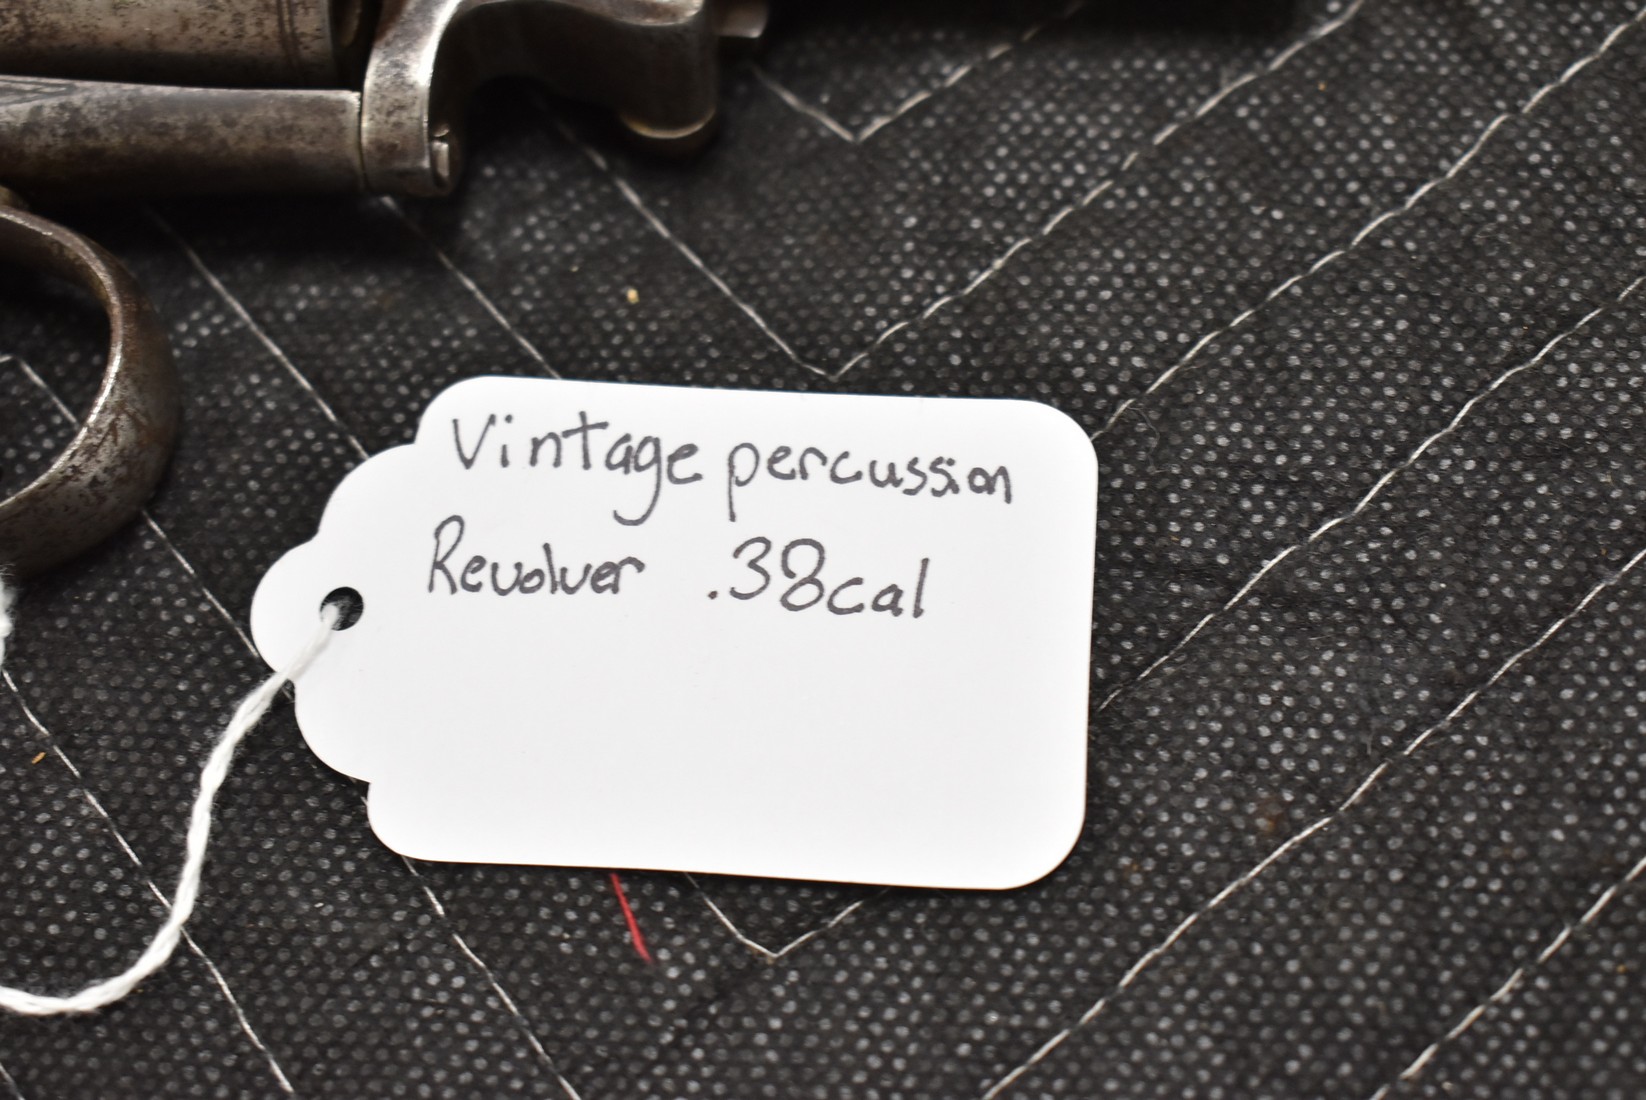 Vintage percussion
Revolver .38cal